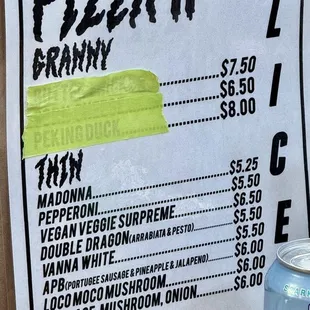 PIZZA
GRANNY
$7.50
$6.50
PEKING DUCK $8.00
THIN
MADONNA $5.25
PEPPERONI $5.50
VEGAN VEGGIE SURPREME $6.50
DOUBLE DRAGON (ARRABIATA & PESTO) $5.50
VANNA WHITE $5.50
APB (PORTUGEE SAUSAGE & PINEAPPLE & JALAPENO) $6.00
LOCO MOCO MUSHROOM $6.00
MUSHROOM, ONION $6.00
L
I
C
E